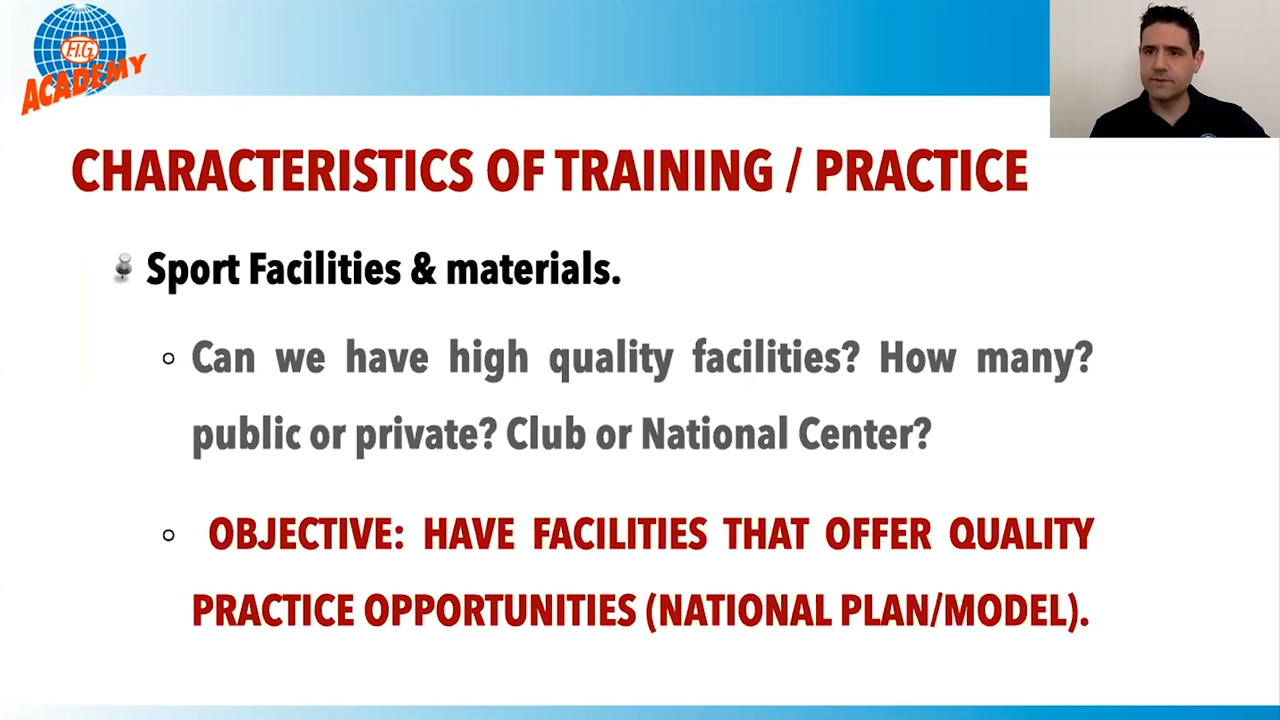 F.I.G.
ACADEMY
CHARACTERISTICS OF TRAINING / PRACTICE
Sport Facilities & materials.
Can we have high quality facilities? How many?
public or private? Club or National Center?
OBJECTIVE: HAVE FACILITIES THAT OFFER QUALITY
PRACTICE OPPORTUNITIES (NATIONAL PLAN/MODEL).